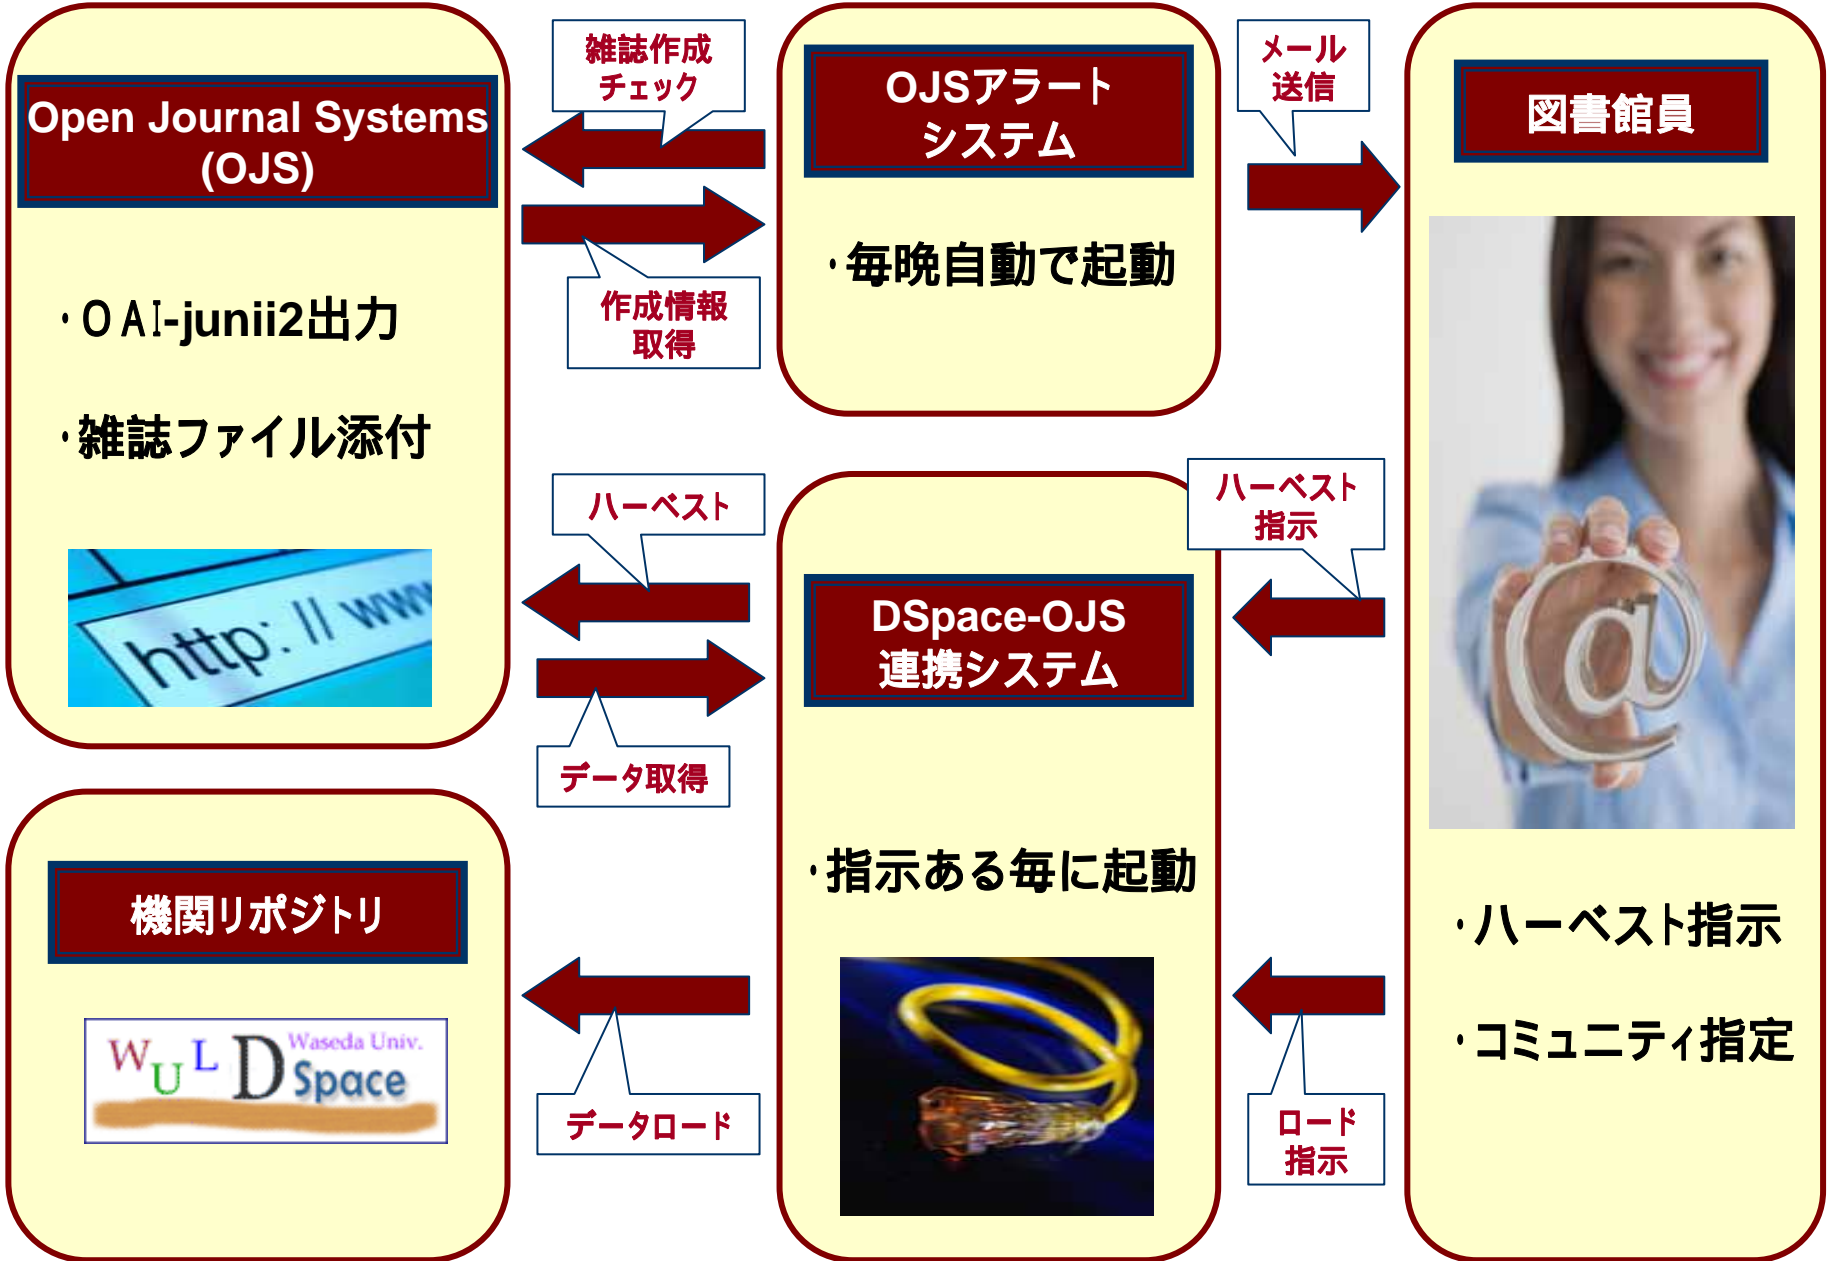 Open Journal Systems
(OJS)
・OAI-junii2出力
・雑誌ファイル添付
http://www
雑誌作成
チェック
作成情報
取得
OJSアラート
システム
・毎晩自動で起動
メール
送信
図書館員
@
ハーベスト
データ取得
DSpace-OJS
連携システム
・指示ある毎に起動
ハーベスト
指示
・ハーベスト指示
・コミュニティ指定
機関リポジトリ
WUL DSpace
Waseda Univ.
データロード
ロード
指示